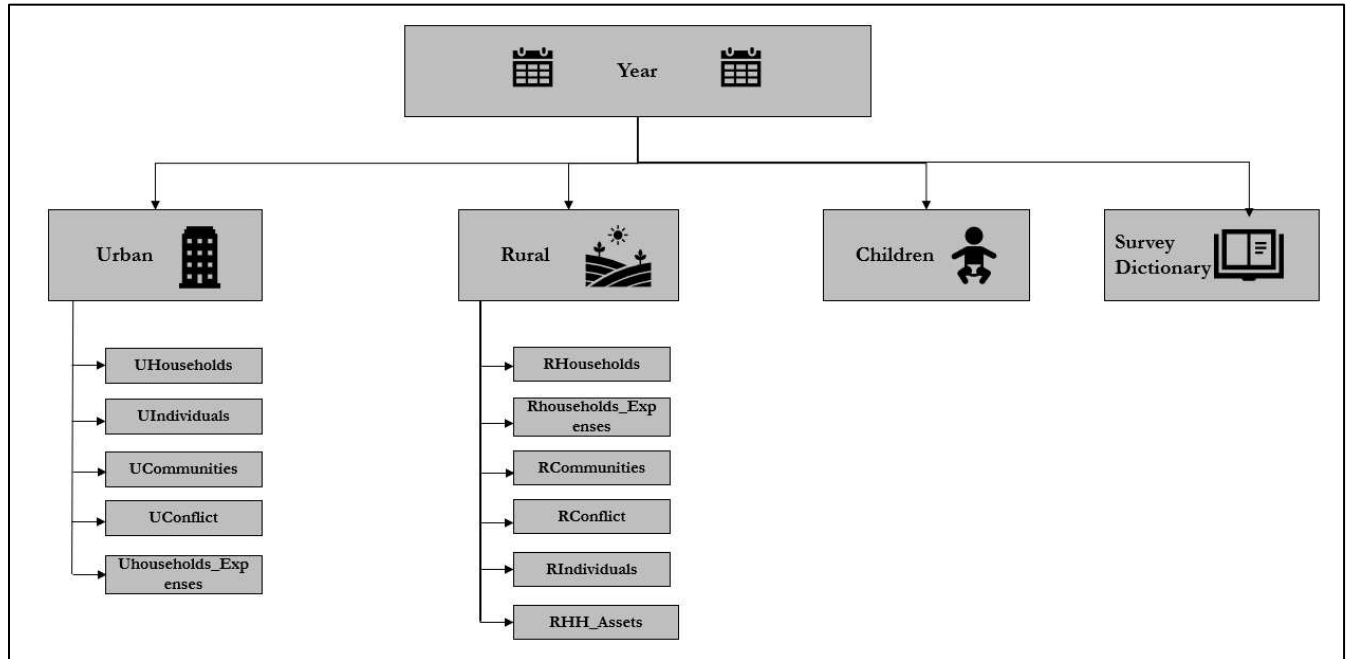 Year
Urban
Rural
Children
Survey
Dictionary
UHouseholds
UIndividuals
UCommunities
UConflict
Uhouseholds_Exp
enses
RHouseholds
Rhouseholds_Exp
enses
RCommunities
RConflict
RIndividuals
RHH_Assets